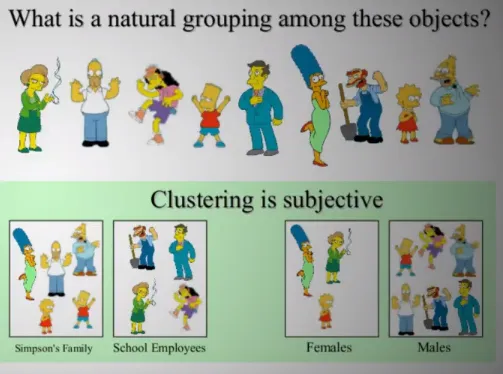 What is a natural grouping among these objects?
Clustering is subjective
Simpson's Family
School Employees
Females
Males